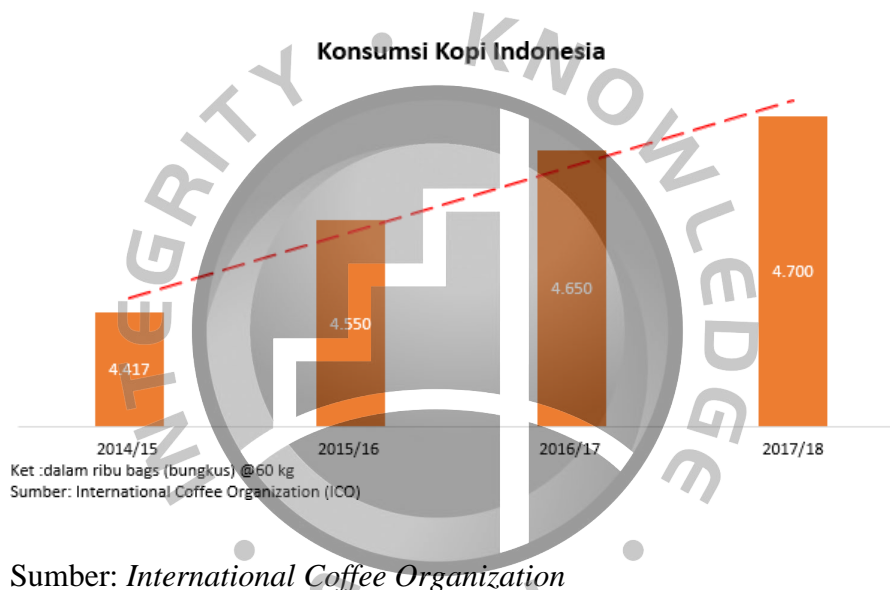 Konsumsi Kopi Indonesia
4.417
4.550
4.650
4.700
2014/15 2015/16 2016/17 2017/18
Ket :dalam ribu bags (bungkus) @60 kg
Sumber: International Coffee Organization (ICO)
Sumber: International Coffee Organization
INTEGRITY • KNOWLEDGE